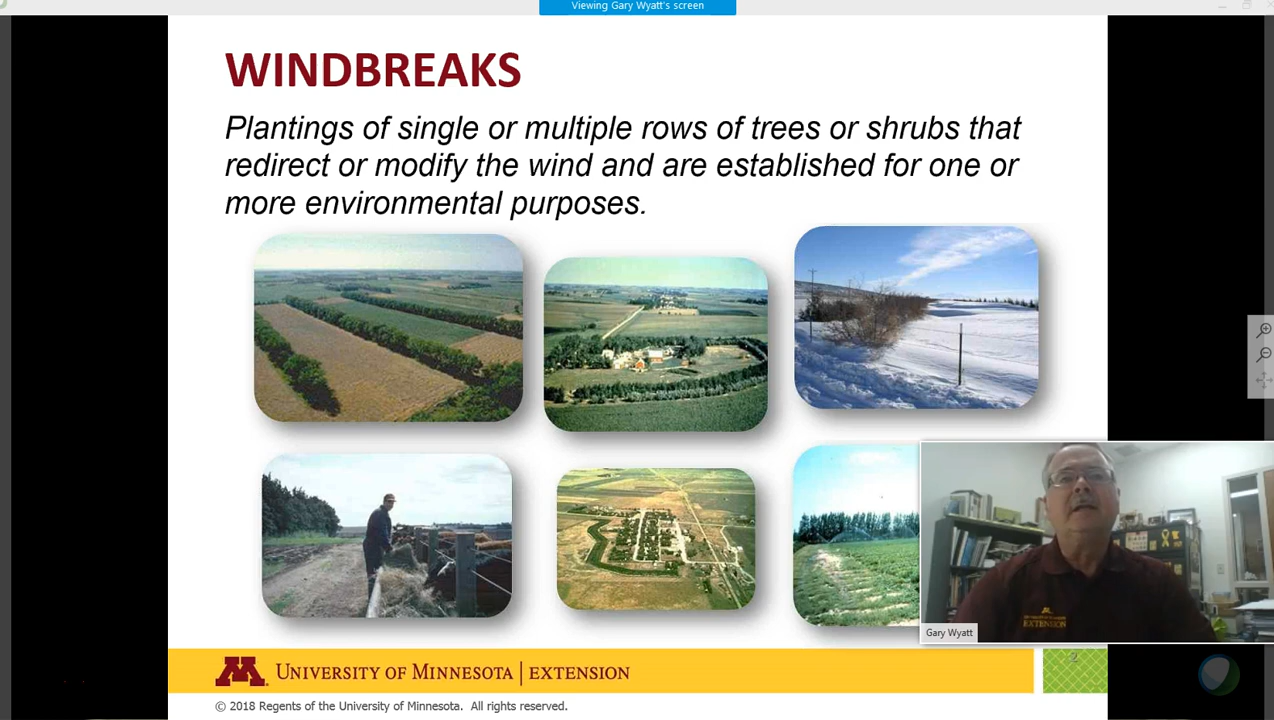 Viewing Gary Wyatt's screen
WINDBREAKS
Plantings of single or multiple rows of trees or shrubs that
redirect or modify the wind and are established for one or
more environmental purposes.
EXTENSION
Gary Wyatt
2
M UNIVERSITY OF MINNESOTA | EXTENSION
© 2018 Regents of the University of Minnesota. All rights reserved.